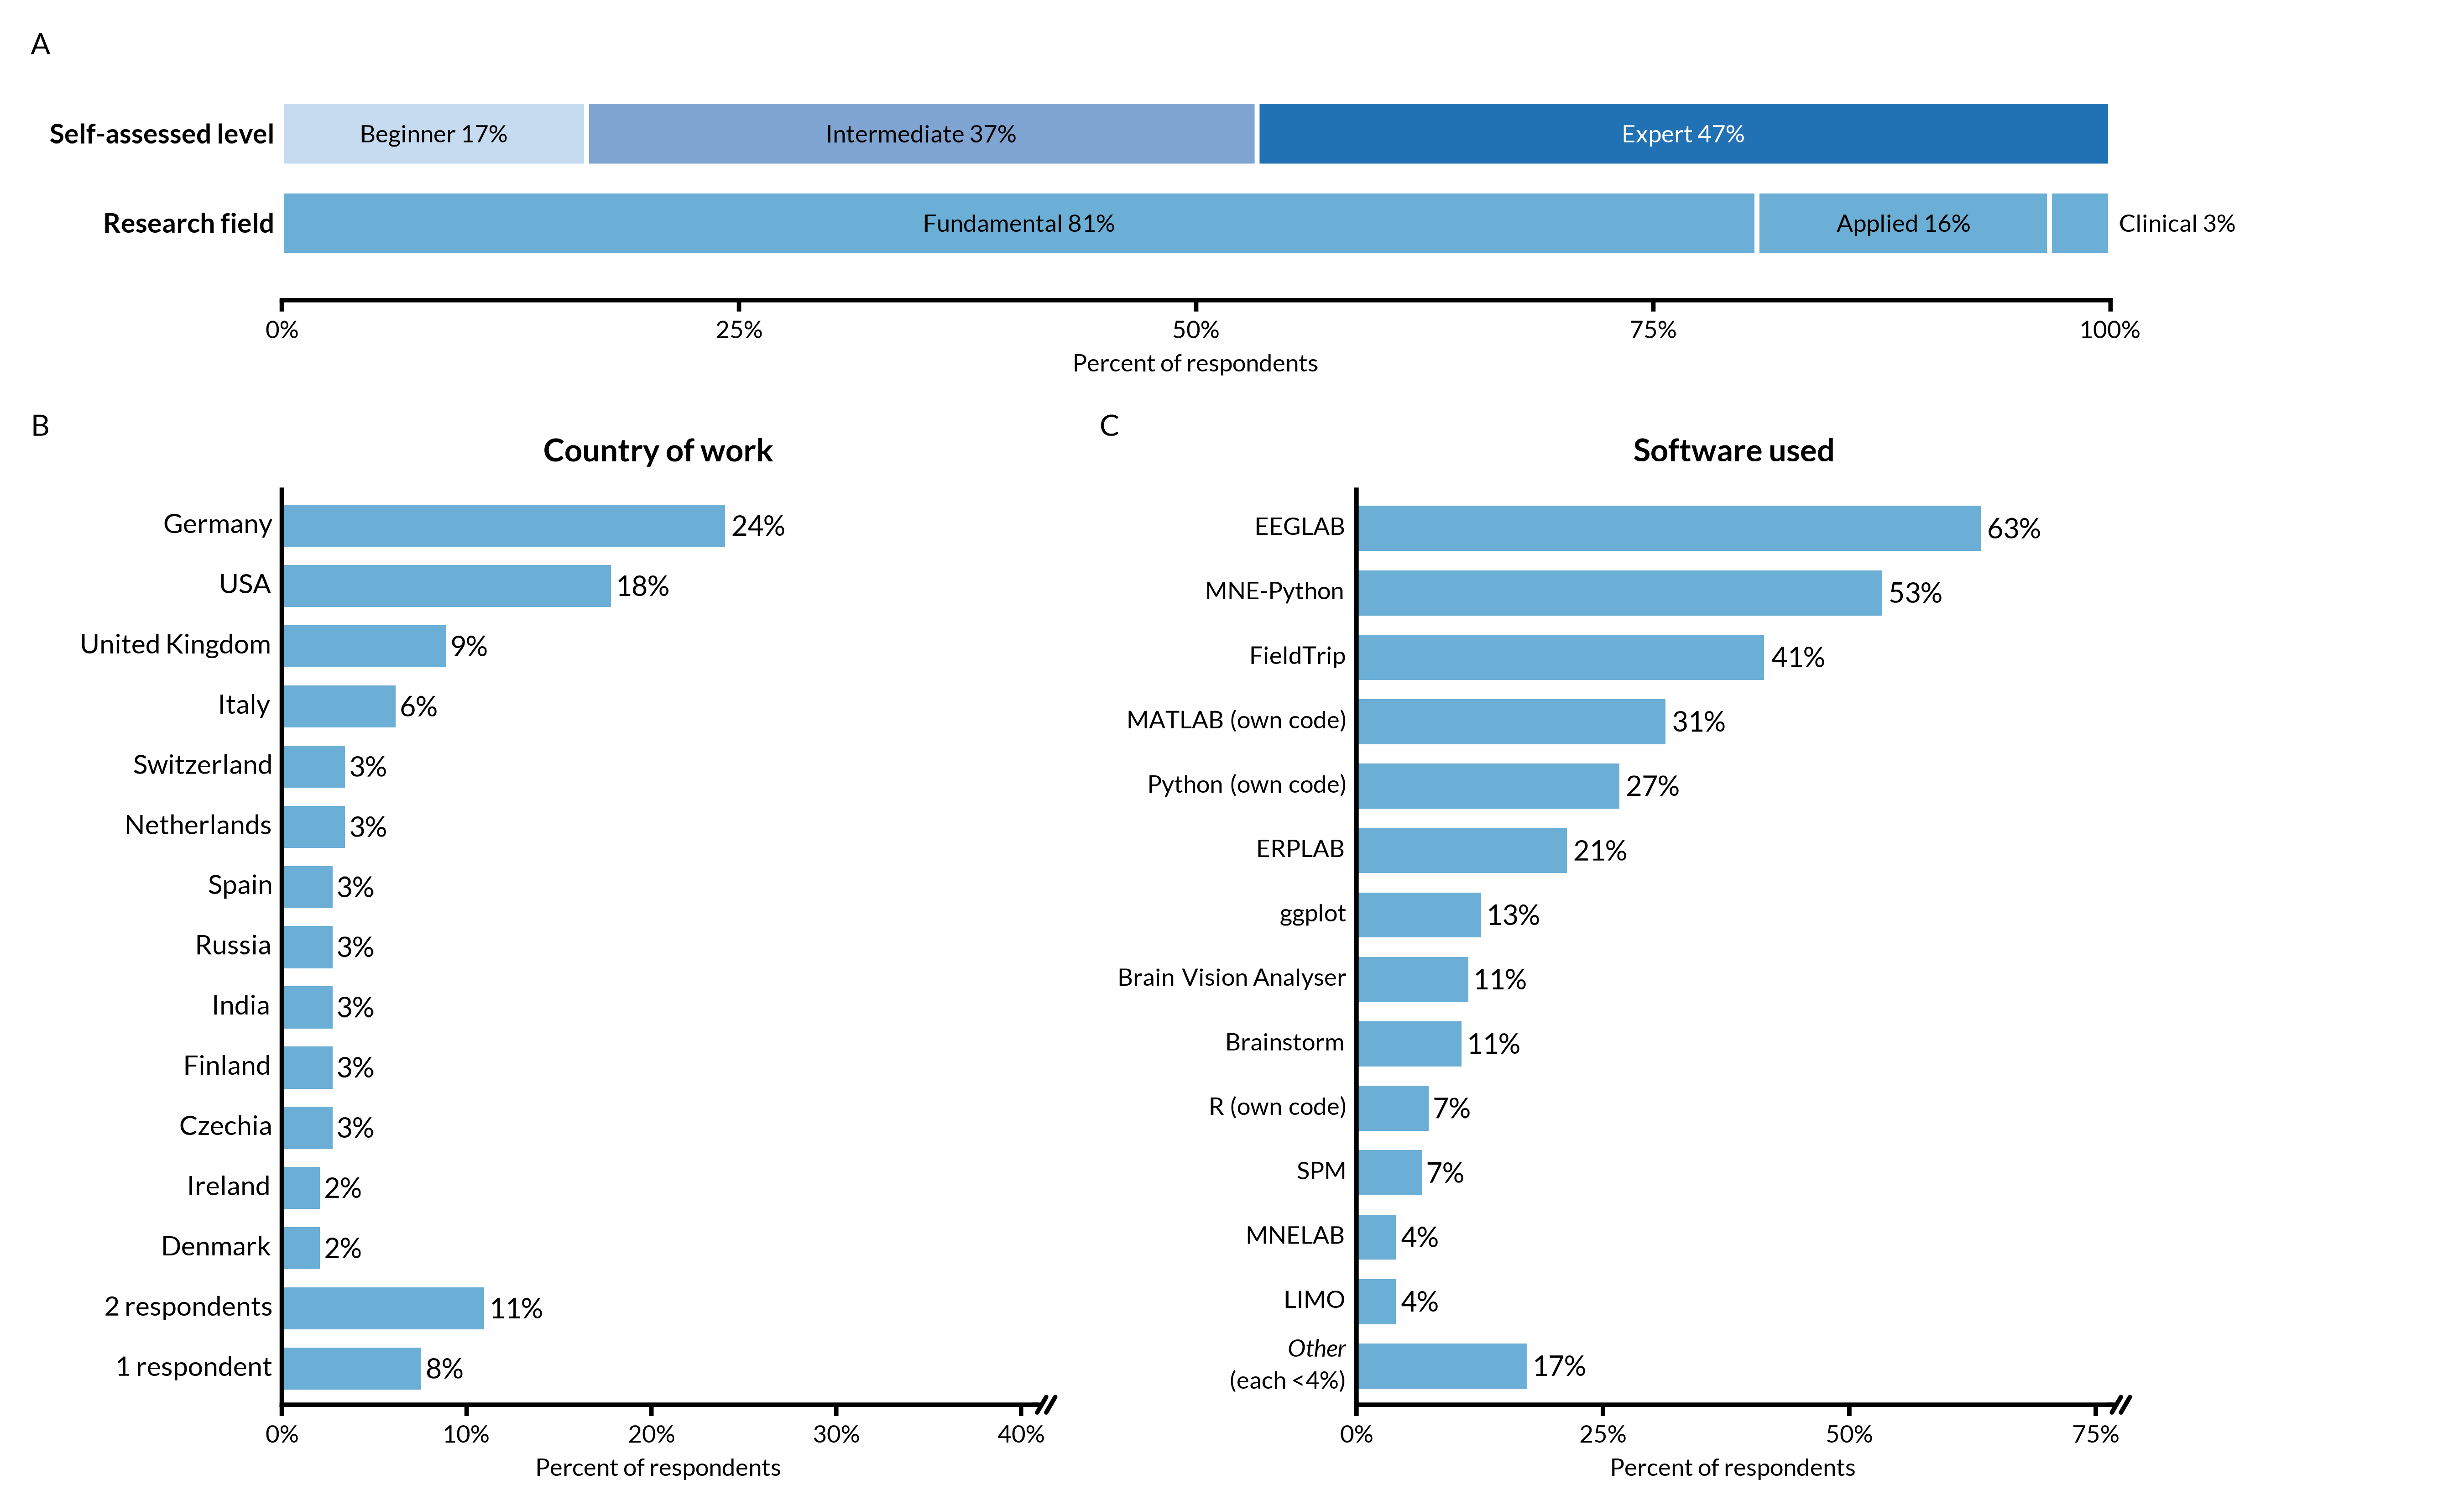 A
Self-assessed level
Beginner 17%
Intermediate 37%
Expert 47%
Research field
Fundamental 81%
Applied 16%
Clinical 3%
0%
25%
50%
75%
100%
Percent of respondents
B
Country of work
Germany
24%
USA
18%
United Kingdom
9%
Italy
6%
Switzerland
3%
Netherlands
3%
Spain
3%
Russia
3%
India
3%
Finland
3%
Czechia
3%
Ireland
2%
Denmark
2%
2 respondents
11%
1 respondent
8%
0%
10%
20%
30%
40%
Percent of respondents
C
Software used
EEGLAB
63%
MNE-Python
53%
FieldTrip
41%
MATLAB (own code)
31%
Python (own code)
27%
ERPLAB
21%
ggplot
13%
Brain Vision Analyser
11%
Brainstorm
11%
R (own code)
7%
SPM
7%
MNELAB
4%
LIMO
4%
Other
(each <4%)
17%
0%
25%
50%
75%
Percent of respondents